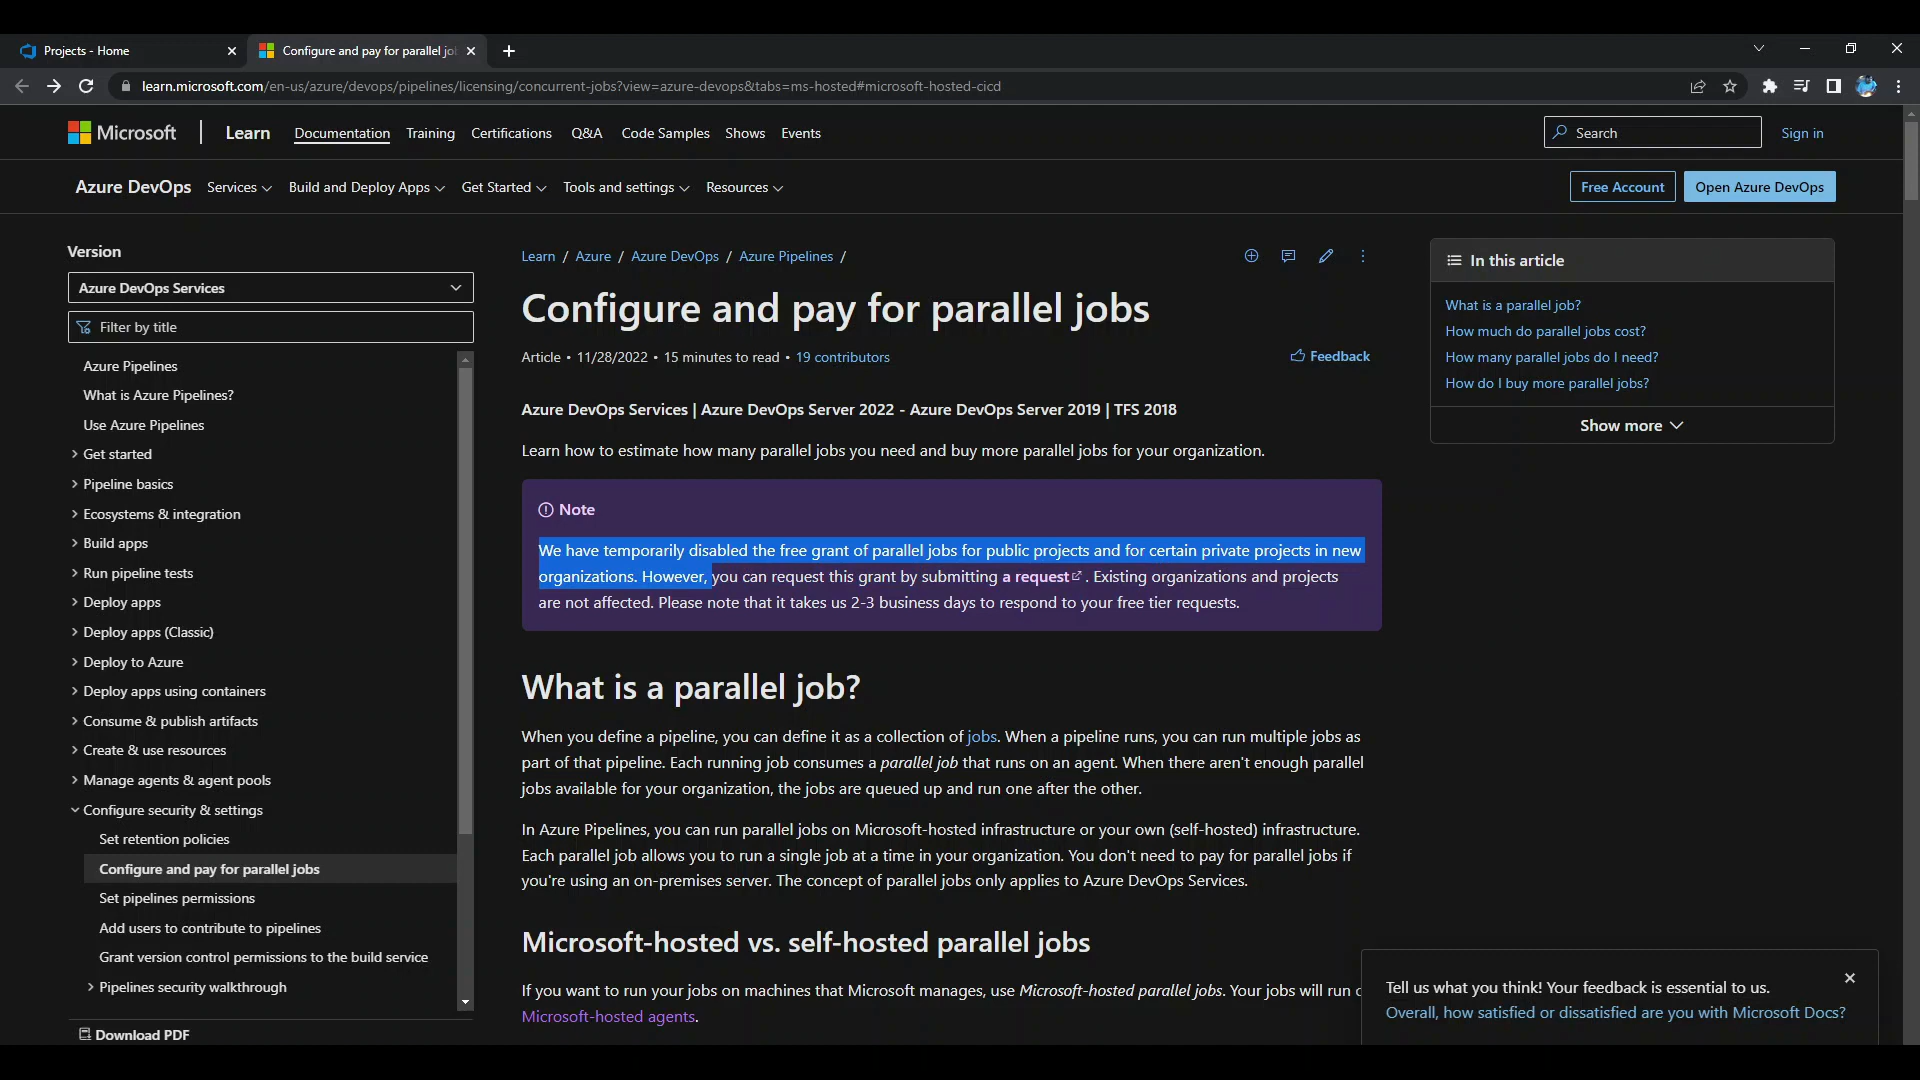 Projects - Home
Configure and pay for parallel jo
learn.microsoft.com/en-us/azure/devops/pipelines/licensing/concurrent-jobs?view=azure-devops&tabs=ms-hosted#microsoft-hosted-cicd
Microsoft | Learn Documentation Training Certifications Q&A Code Samples Shows Events Search Sign in
Azure DevOps Services Build and Deploy Apps Get Started Tools and settings Resources Free Account Open Azure DevOps
Version
Azure DevOps Services
Filter by title
Azure Pipelines
What is Azure Pipelines?
Use Azure Pipelines
Get started
Pipeline basics
Ecosystems & integration
Build apps
Run pipeline tests
Deploy apps
Deploy apps (Classic)
Deploy to Azure
Deploy apps using containers
Consume & publish artifacts
Create & use resources
Manage agents & agent pools
Configure security & settings
Set retention policies
Configure and pay for parallel jobs
Set pipelines permissions
Add users to contribute to pipelines
Grant version control permissions to the build service
Pipelines security walkthrough
Download PDF
Learn / Azure / Azure DevOps / Azure Pipelines /
Configure and pay for parallel jobs
Article • 11/28/2022 • 15 minutes to read • 19 contributors
Feedback
Azure DevOps Services | Azure DevOps Server 2022 - Azure DevOps Server 2019 | TFS 2018
Learn how to estimate how many parallel jobs you need and buy more parallel jobs for your organization.
Note
We have temporarily disabled the free grant of parallel jobs for public projects and for certain private projects in new
organizations. However, you can request this grant by submitting a request . Existing organizations and projects
are not affected. Please note that it takes us 2-3 business days to respond to your free tier requests.
What is a parallel job?
When you define a pipeline, you can define it as a collection of jobs. When a pipeline runs, you can run multiple jobs as
part of that pipeline. Each running job consumes a parallel job that runs on an agent. When there aren't enough parallel
jobs available for your organization, the jobs are queued up and run one after the other.
In Azure Pipelines, you can run parallel jobs on Microsoft-hosted infrastructure or your own (self-hosted) infrastructure.
Each parallel job allows you to run a single job at a time in your organization. You don't need to pay for parallel jobs if
you're using an on-premises server. The concept of parallel jobs only applies to Azure DevOps Services.
Microsoft-hosted vs. self-hosted parallel jobs
If you want to run your jobs on machines that Microsoft manages, use Microsoft-hosted parallel jobs. Your jobs will run
Microsoft-hosted agents.
In this article
What is a parallel job?
How much do parallel jobs cost?
How many parallel jobs do I need?
How do I buy more parallel jobs?
Show more
Tell us what you think! Your feedback is essential to us.
Overall, how satisfied or dissatisfied are you with Microsoft Docs?